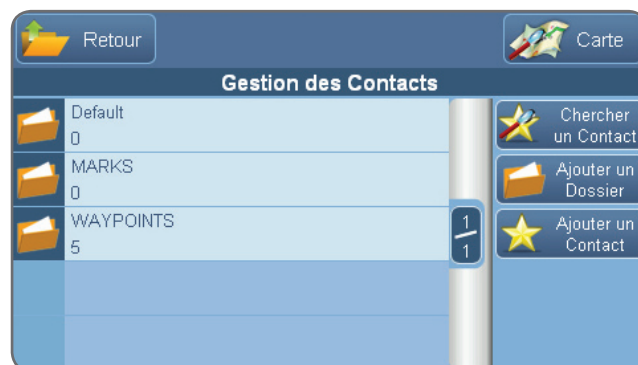 Retour
Carte
Gestion des Contacts
Default
0
MARKS
0
WAYPOINTS
5
1
1
Chercher
un Contact
Ajouter un
Dossier
Ajouter un
Contact